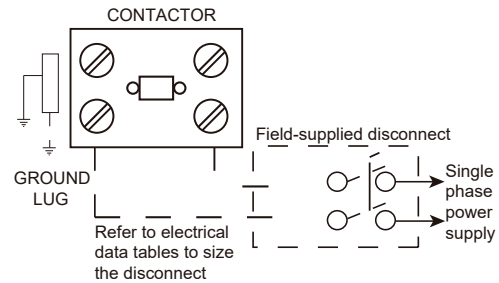 CONTACTOR
Field-supplied disconnect
GROUND
LUG
Single
phase
power
supply
Refer to electrical
data tables to size
the disconnect